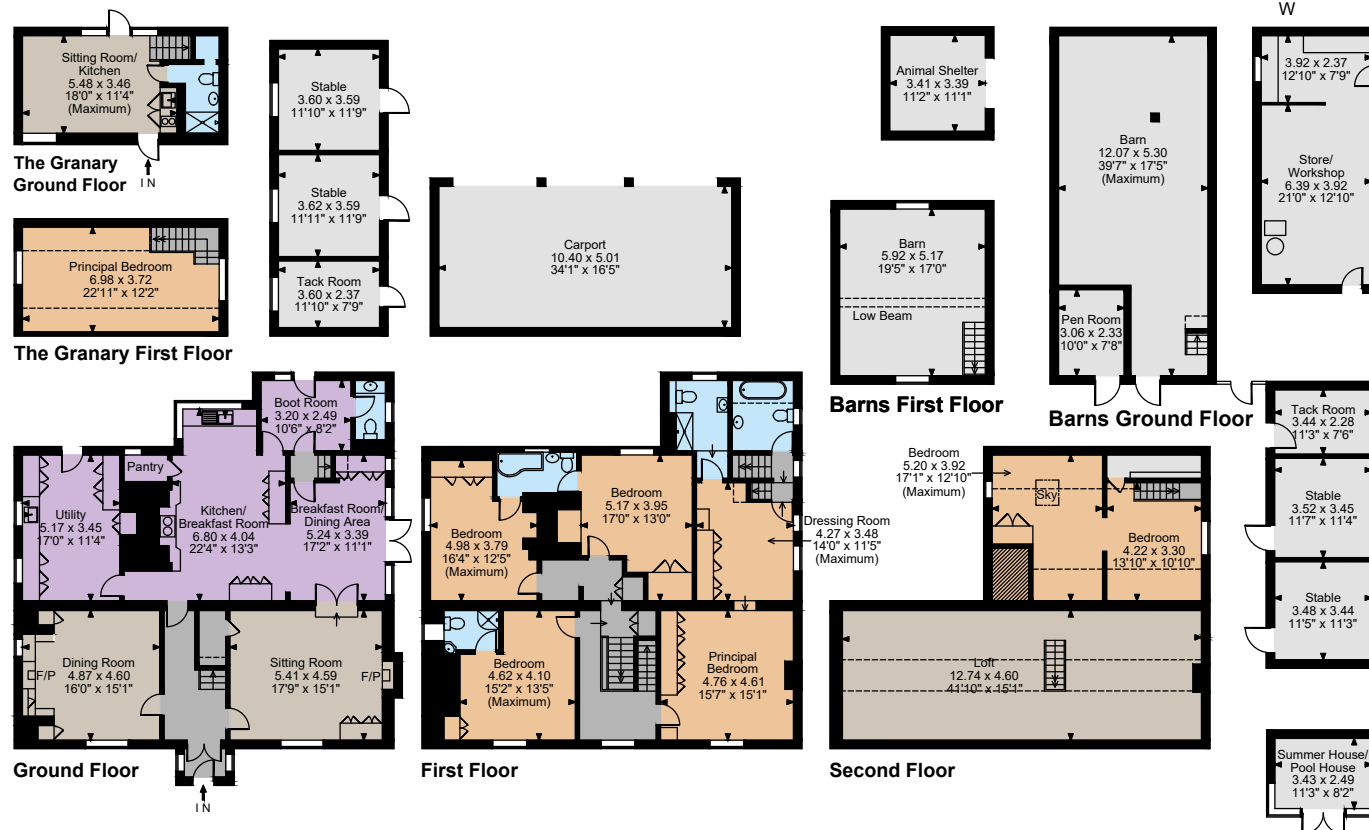 W
Sitting Room/
Kitchen
5.48 x 3.46
18'0" x 11'4"
(Maximum)
The Granary
Ground Floor
IN
Principal Bedroom
6.98 x 3.72
22'11" x 12'2"
The Granary First Floor
Stable
3.60 x 3.59
11'10" x 11'9"
Stable
3.62 x 3.59
11'11" x 11'9"
Tack Room
3.60 x 2.37
11'10" x 7'9"
Carport
10.40 x 5.01
34'1" x 16'5"
Animal Shelter
3.41 x 3.39
11'2" x 11'1"
Barn
5.92 x 5.17
19'5" x 17'0"
Low Beam
Barns First Floor
Barn
12.07 x 5.30
39'7" x 17'5"
(Maximum)
Pen Room
3.06 x 2.33
10'0" x 7'8"
Barns Ground Floor
3.92 x 2.37
12'10" x 7'9"
Store/
Workshop
6.39 x 3.92
21'0" x 12'10"
Boot Room
3.20 x 2.49
10'6" x 8'2"
Pantry
Utility
5.17 x 3.45
17'0" x 11'4"
Kitchen/
Breakfast Room
6.80 x 4.04
22'4" x 13'3"
Breakfast Room/
Dining Area
5.24 x 3.39
17'2" x 11'1"
Dining Room
4.87 x 4.60
16'0" x 15'1"
F/P
Sitting Room
5.41 x 4.59
17'9" x 15'1"
F/P
Ground Floor
IN
Bedroom
4.98 x 3.79
16'4" x 12'5"
(Maximum)
Bedroom
5.17 x 3.95
17'0" x 13'0"
Dressing Room
4.27 x 3.48
14'0" x 11'5"
(Maximum)
Bedroom
4.62 x 4.10
15'2" x 13'5"
(Maximum)
Principal
Bedroom
4.76 x 4.61
15'7" x 15'1"
First Floor
Bedroom
5.20 x 3.92
17'1" x 12'10"
(Maximum)
Sky
Bedroom
4.22 x 3.30
13'10" x 10'10"
Loft
12.74 x 4.60
41'10" x 15'1"
Second Floor
Tack Room
3.44 x 2.28
11'3" x 7'6"
Stable
3.52 x 3.45
11'7" x 11'4"
Stable
3.48 x 3.44
11'5" x 11'3"
Summer House/
Pool House
3.43 x 2.49
11'3" x 8'2"